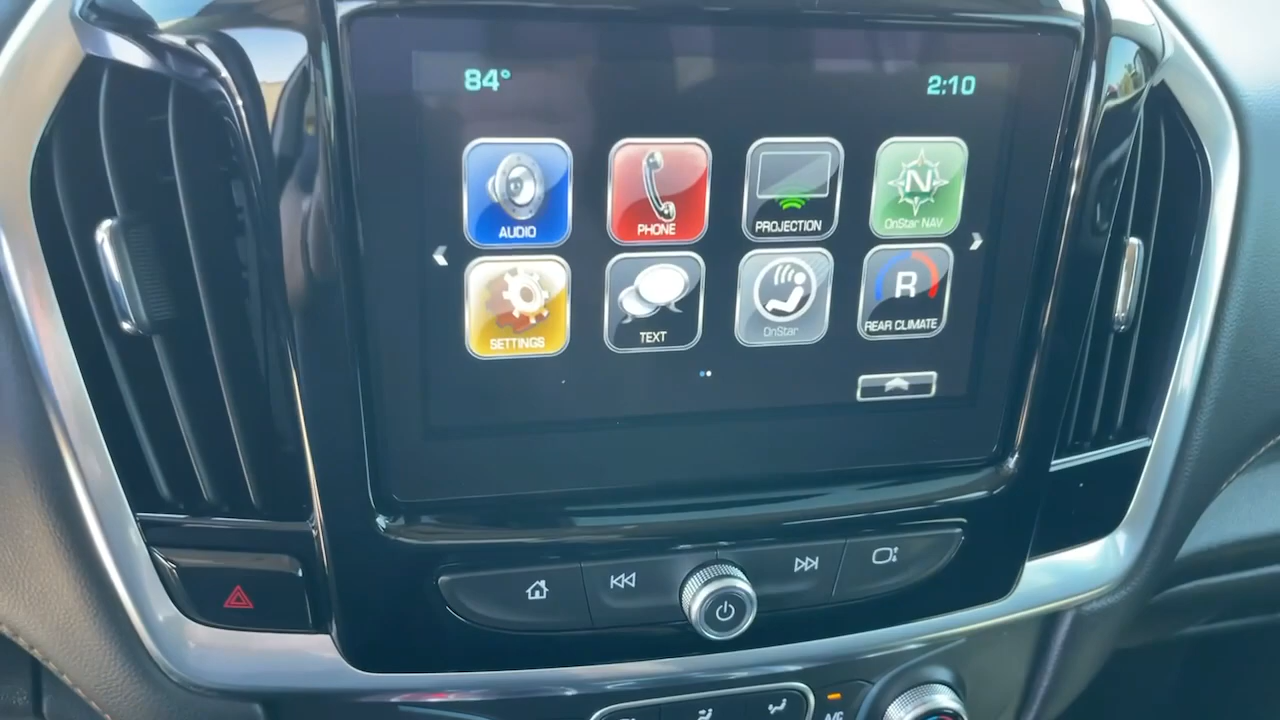 84° 2:10
AUDIO PHONE PROJECTION N OnStar NAV
SETTINGS TEXT OnStar R REAR CLIMATE
A/C